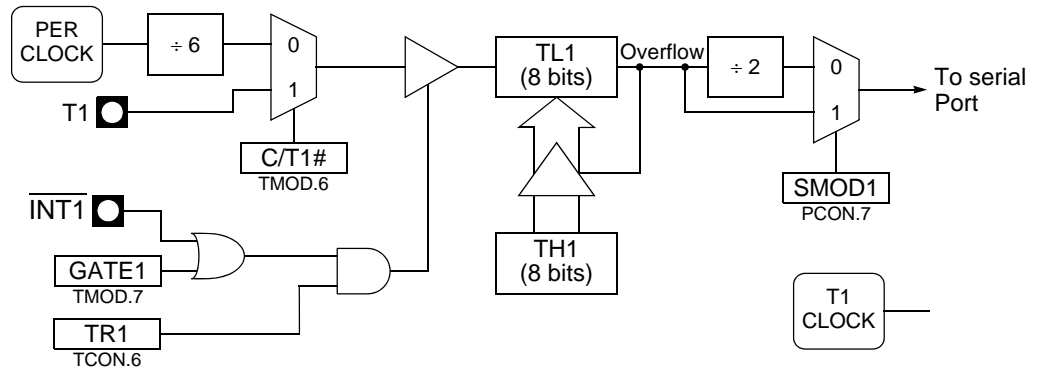 PER
CLOCK
÷ 6
0
1
T1
C/T1#
TMOD.6
INT1
GATE1
TMOD.7
TR1
TCON.6
TL1
(8 bits)
Overflow
÷ 2
TH1
(8 bits)
0
1
To serial
Port
SMOD1
PCON.7
T1
CLOCK